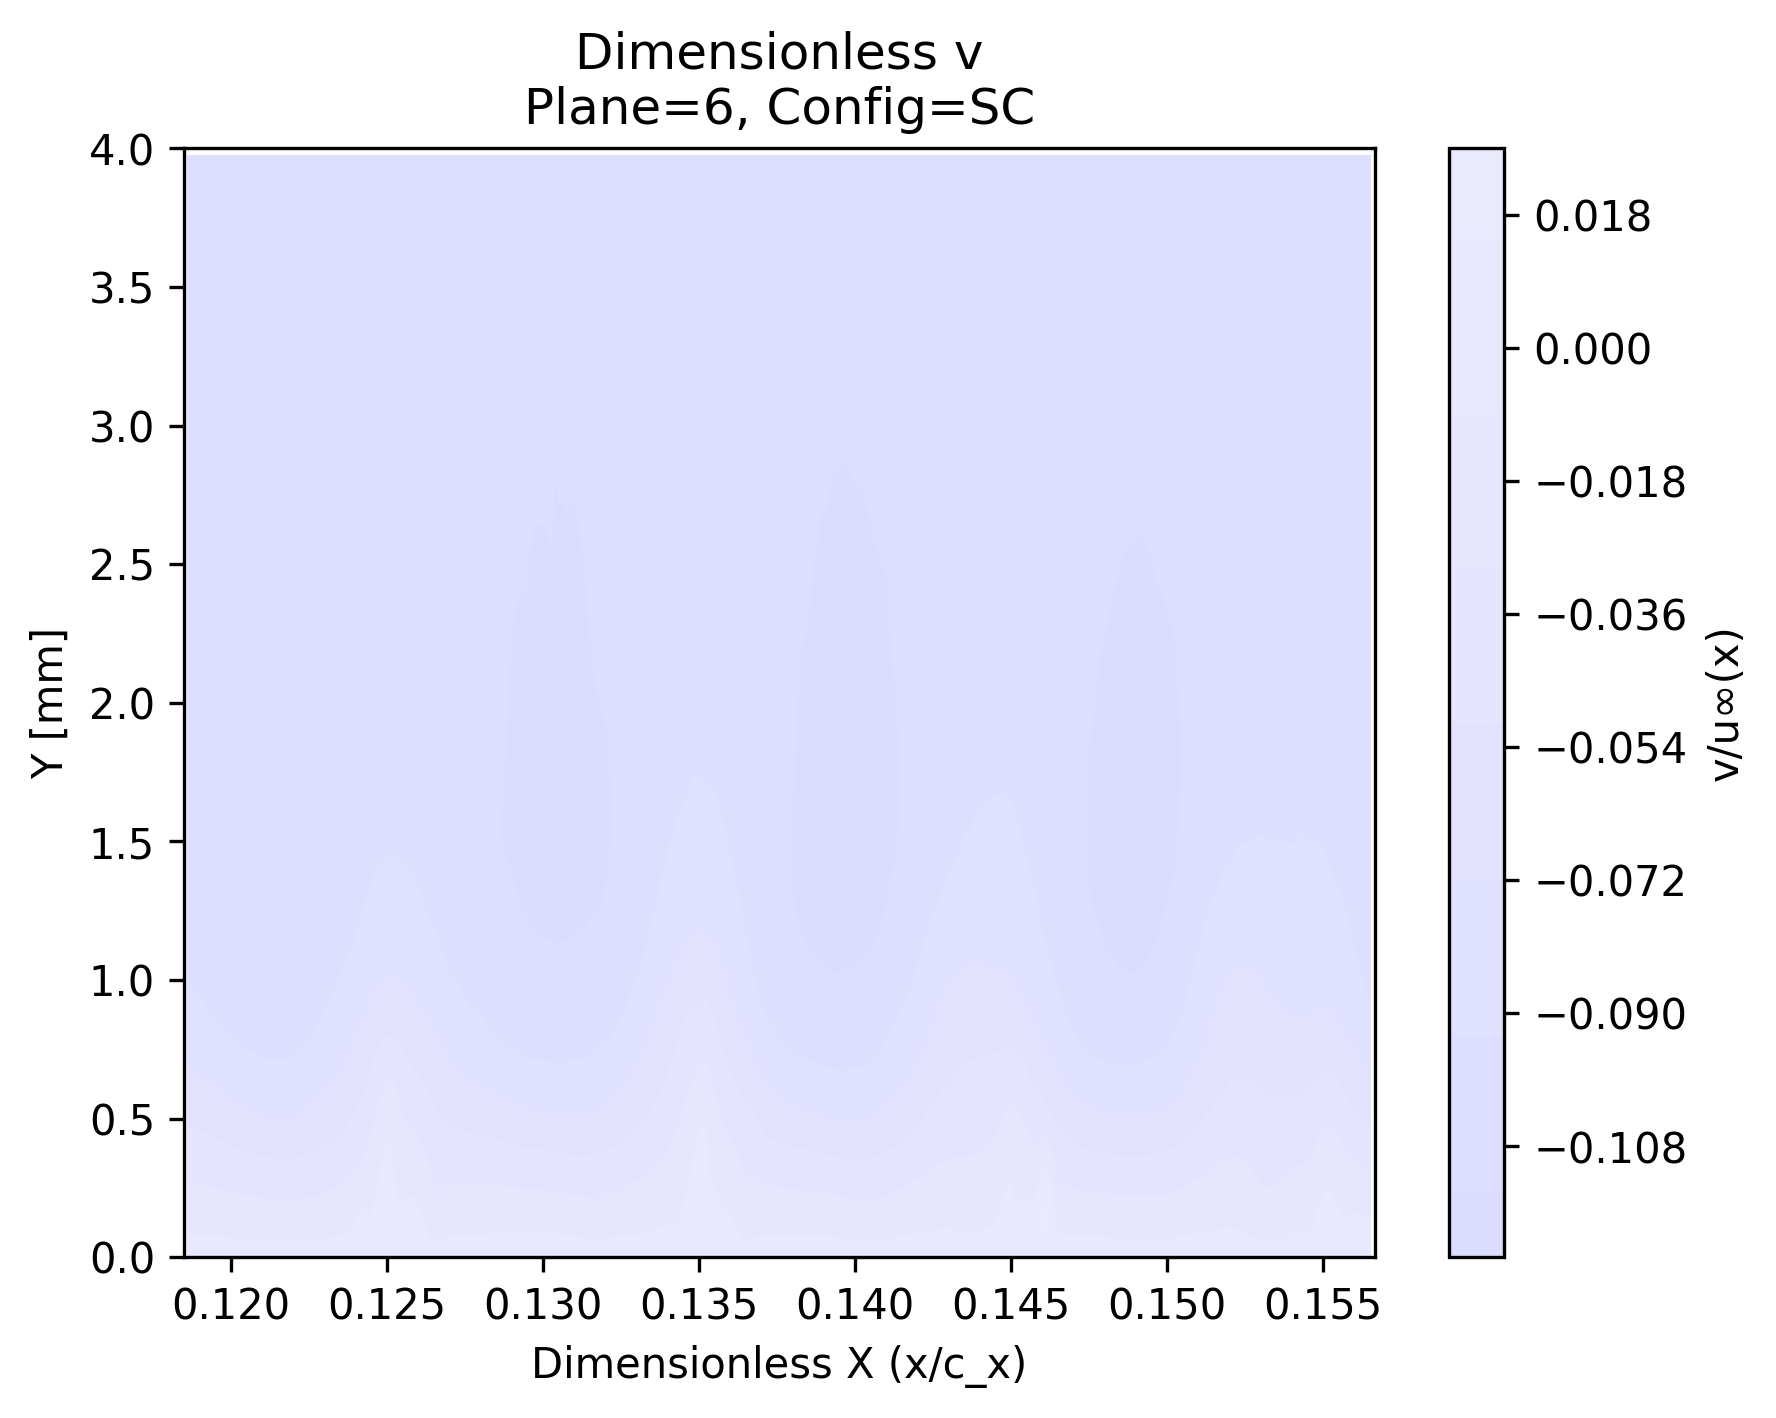 Dimensionless v
Plane=6, Config=SC
4.0
3.5
3.0
2.5
2.0
1.5
1.0
0.5
0.0
Y [mm]
0.120 0.125 0.130 0.135 0.140 0.145 0.150 0.155
Dimensionless X (x/c_x)
0.018
0.000
−0.018
−0.036
−0.054
−0.072
−0.090
−0.108
v/u∞(x)